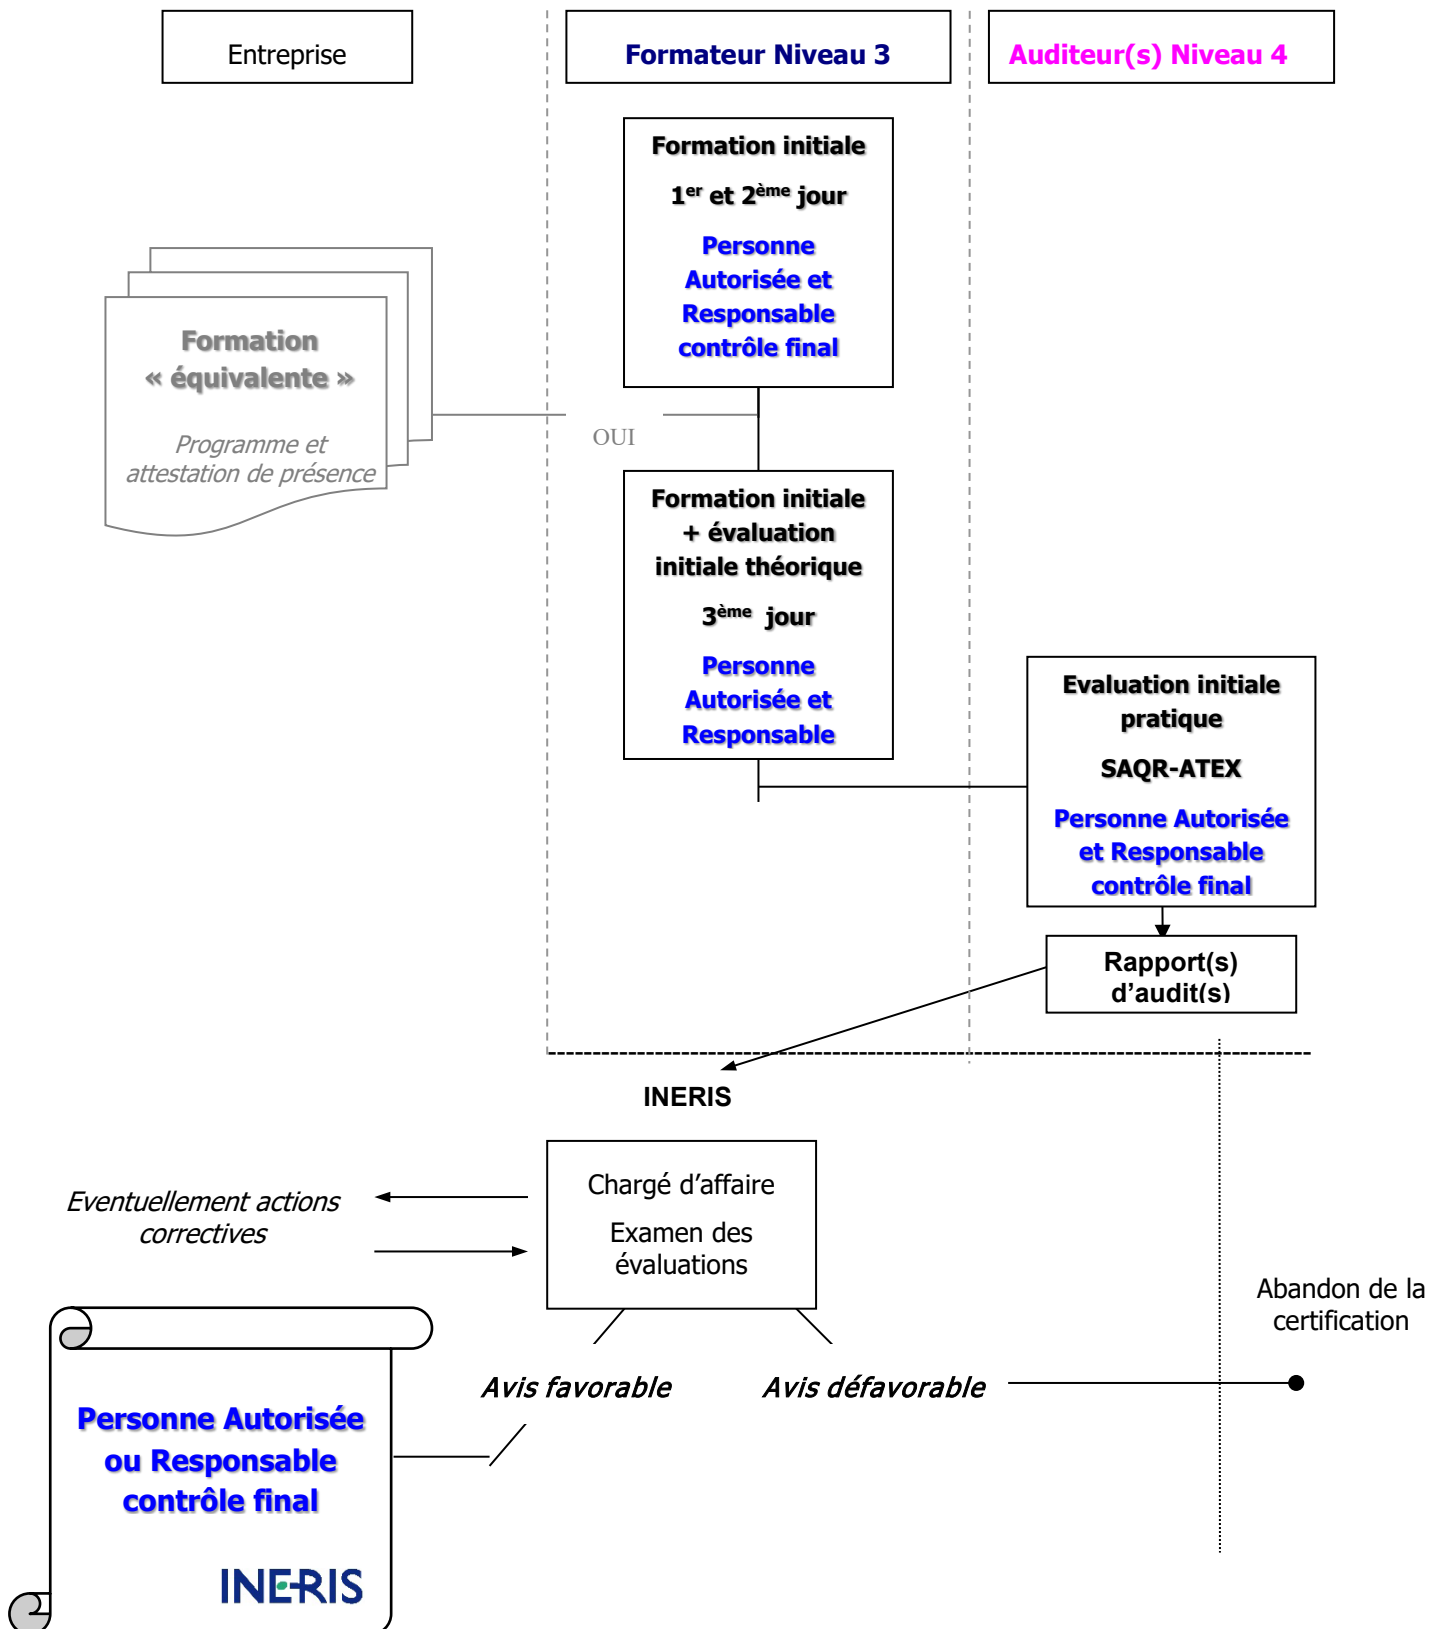 Entreprise
Formateur Niveau 3
Auditeur(s) Niveau 4
Formation initiale
1er et 2ème jour
Personne
Autorisée et
Responsable
contrôle final
Formation
« équivalente »
Programme et
attestation de présence
OUI
Formation initiale
+ évaluation
initiale théorique
3ème jour
Personne
Autorisée et
Responsable
Evaluation initiale
pratique
SAQR-ATEX
Personne Autorisée
et Responsable
contrôle final
Rapport(s)
d’audit(s)
INERIS
Chargé d’affaire
Examen des
évaluations
Eventuellement actions
correctives
Abandon de la
certification
Avis favorable
Avis défavorable
Personne Autorisée
ou Responsable
contrôle final
INERIS